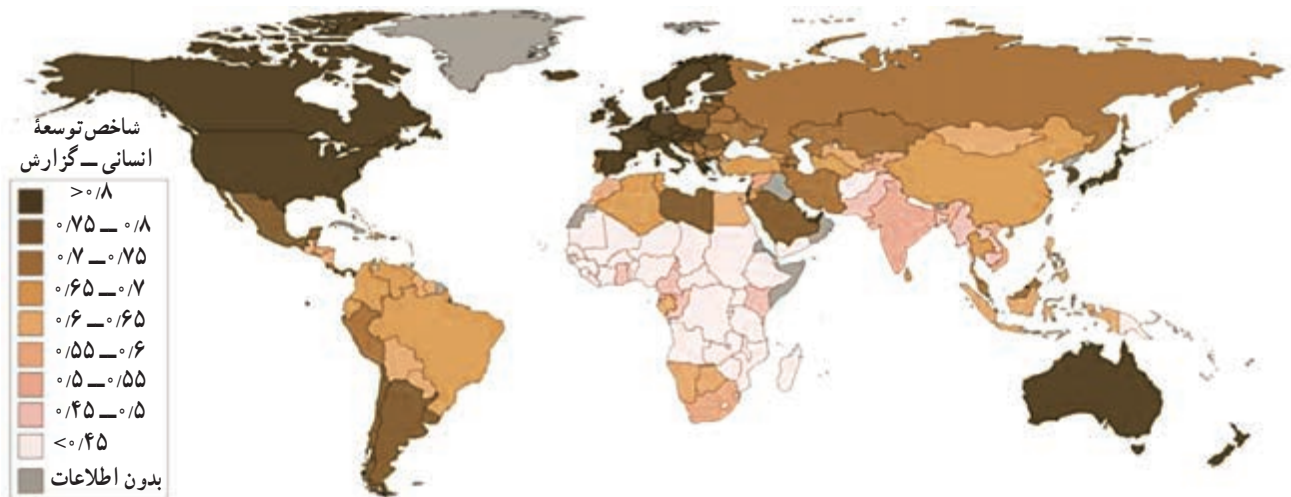 شاخص توسعهٔ
انسانی ــ گزارش
>۰/۸
۰/۷۵ ــ ۰/۸
۰/۷ ــ ۰/۷۵
۰/۶۵ ــ ۰/۷
۰/۶ ــ ۰/۶۵
۰/۵۵ ــ ۰/۶
۰/۵ ــ ۰/۵۵
۰/۴۵ ــ ۰/۵
<۰/۴۵
بدون اطلاعات